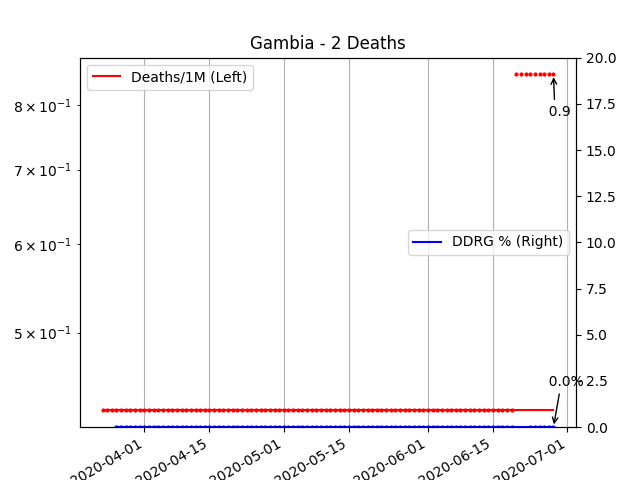 Gambia - 2 Deaths
Deaths/1M (Left)
8 × 10⁻¹
7 × 10⁻¹
6 × 10⁻¹
5 × 10⁻¹
20.0
17.5
15.0
12.5
10.0
7.5
5.0
2.5
0.0
0.9
DDRG % (Right)
0.0%
2020-04-01
2020-04-15
2020-05-01
2020-05-15
2020-06-01
2020-06-15
2020-07-01